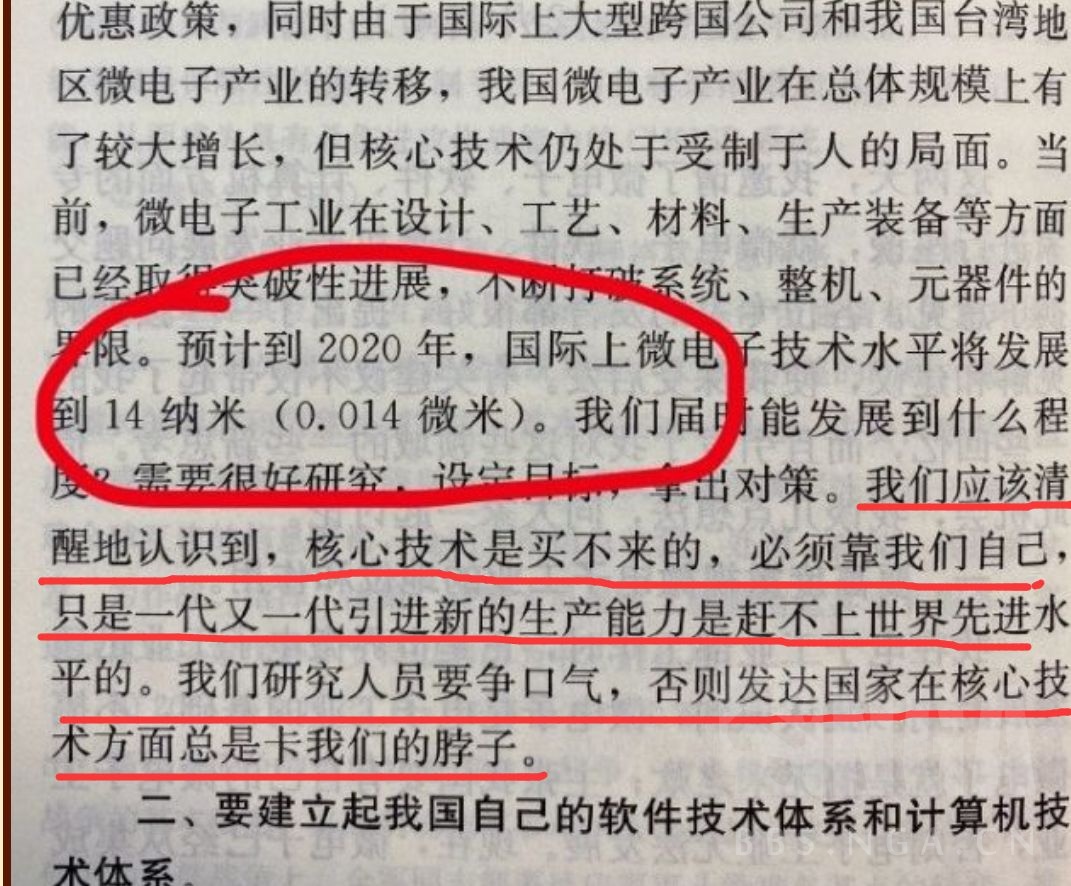 优惠政策，同时由于国际上大型跨国公司和我国台湾地
区微电子产业的转移，我国微电子产业在总体规模上有
了较大增长，但核心技术仍处于受制于人的局面。当
前，微电子工业在设计、工艺、材料、生产装备等方面
已经取得突破性进展，不断打破系统、整机、元器件的
界限。预计到 2020 年，国际上微电子技术水平将发展
到 14 纳米（0.014 微米）。我们届时能发展到什么程
度？需要很好研究，设定目标，拿出对策。我们应该清
醒地认识到，核心技术是买不来的，必须靠我们自己，
只是一代又一代引进新的生产能力是赶不上世界先进水
平的。我们研究人员要争口气，否则发达国家在核心技
术方面总是卡我们的脖子。
二、要建立起我国自己的软件技术体系和计算机技
术体系。
BBS.NGA.CN